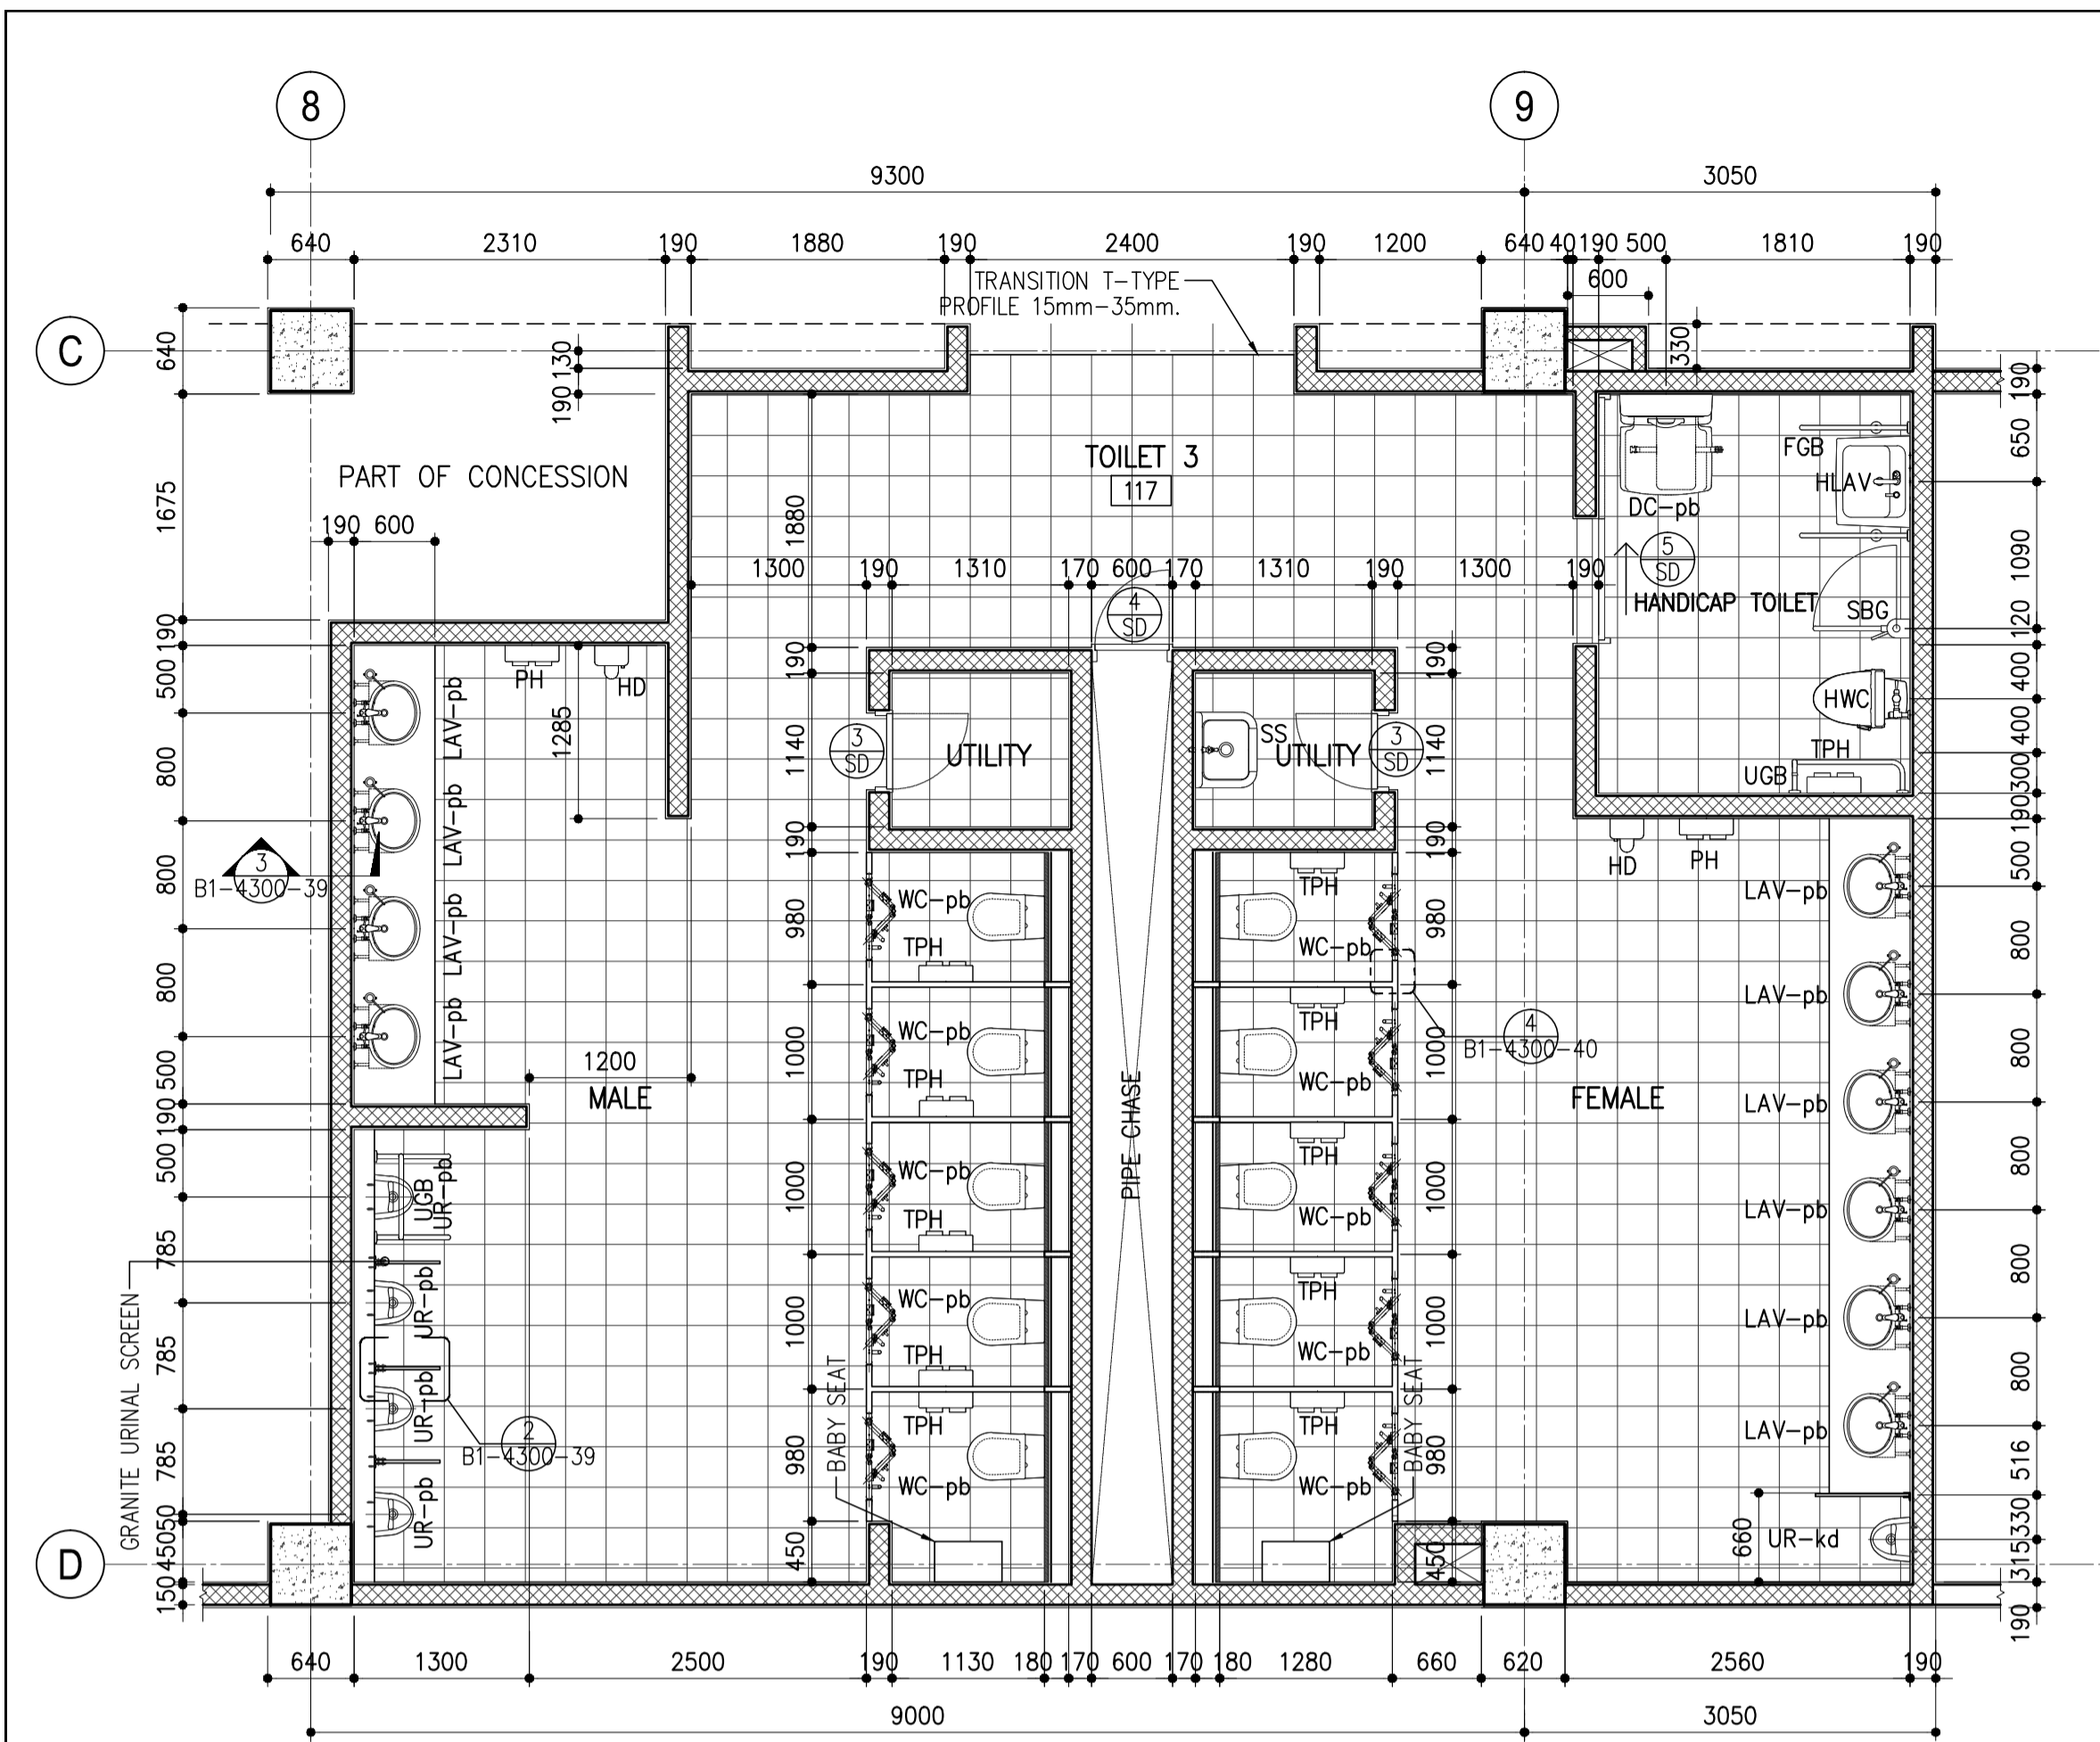 8
9
9300
3050
640
2310
190
1880
190
2400
190
1200
640
40
190
500
1810
190
TRANSITION T-TYPE
PROFILE 15mm-35mm.
600
C
640
130
190
330
190
PART OF CONCESSION
TOILET 3
117
FGB
HLAV
DC-pb
650
1675
190
600
1880
5
SD
1090
1300
190
1310
170
600
170
1310
190
1300
190
4
SD
HANDICAP TOILET
SBG
120
190
PH
HD
190
190
400
500
LAV-pb
1285
HWC
3
SD
UTILITY
SS
UTILITY
3
SD
1140
1140
TPH
UGB
400
300
800
LAV-pb
190
190
190
HD
PH
3
B1-4300-39
800
LAV-pb
980
WC-pb
TPH
TPH
WC-pb
980
LAV-pb
500
800
LAV-pb
800
LAV-pb
1000
WC-pb
TPH
TPH
WC-pb
1000
4
B1-4300-40
LAV-pb
800
500
1200
MALE
PIPE CHASE
FEMALE
190
LAV-pb
800
500
UGB
UR-pb
1000
WC-pb
TPH
TPH
WC-pb
1000
LAV-pb
800
785
GRANITE URINAL SCREEN
UR-pb
1000
WC-pb
TPH
TPH
WC-pb
1000
LAV-pb
800
785
UR-pb
BABY SEAT
BABY SEAT
2
B1-4300-39
980
TPH
WC-pb
TPH
WC-pb
980
LAV-pb
516
785
UR-pb
50
450
150
D
450
450
660
UR-kd
330
315
190
640
1300
2500
190
1130
180
170
600
170
180
1280
660
620
2560
190
9000
3050